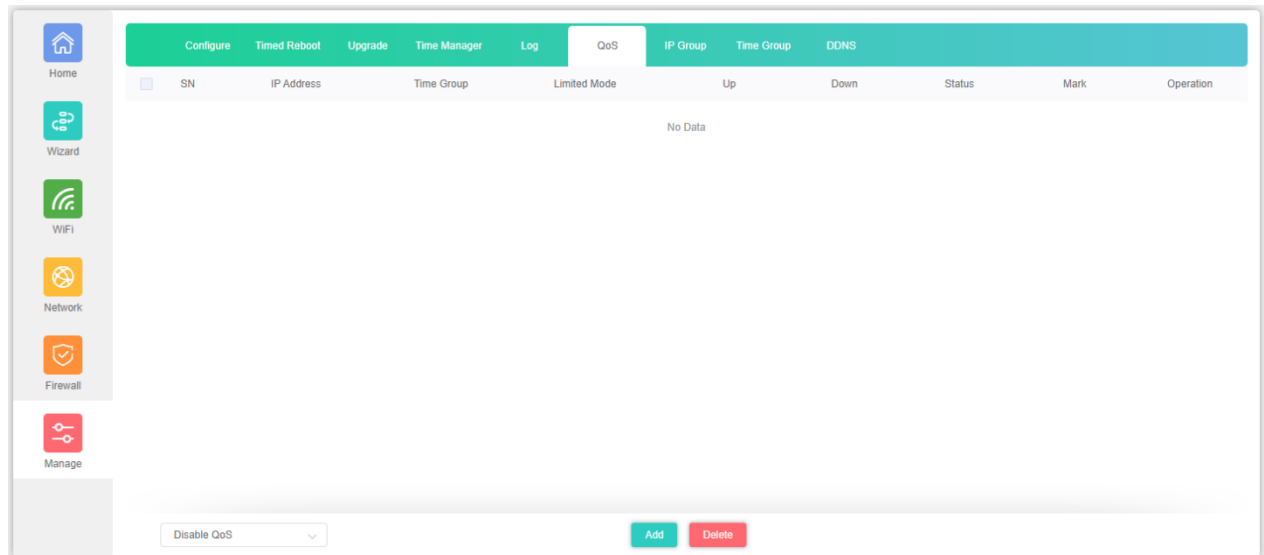 Configure Timed Reboot Upgrade Time Manager Log QoS IP Group Time Group DDNS
Home
SN IP Address Time Group Limited Mode Up Down Status Mark Operation
No Data
Wizard
WiFi
Network
Firewall
Manage
Disable QoS Add Delete